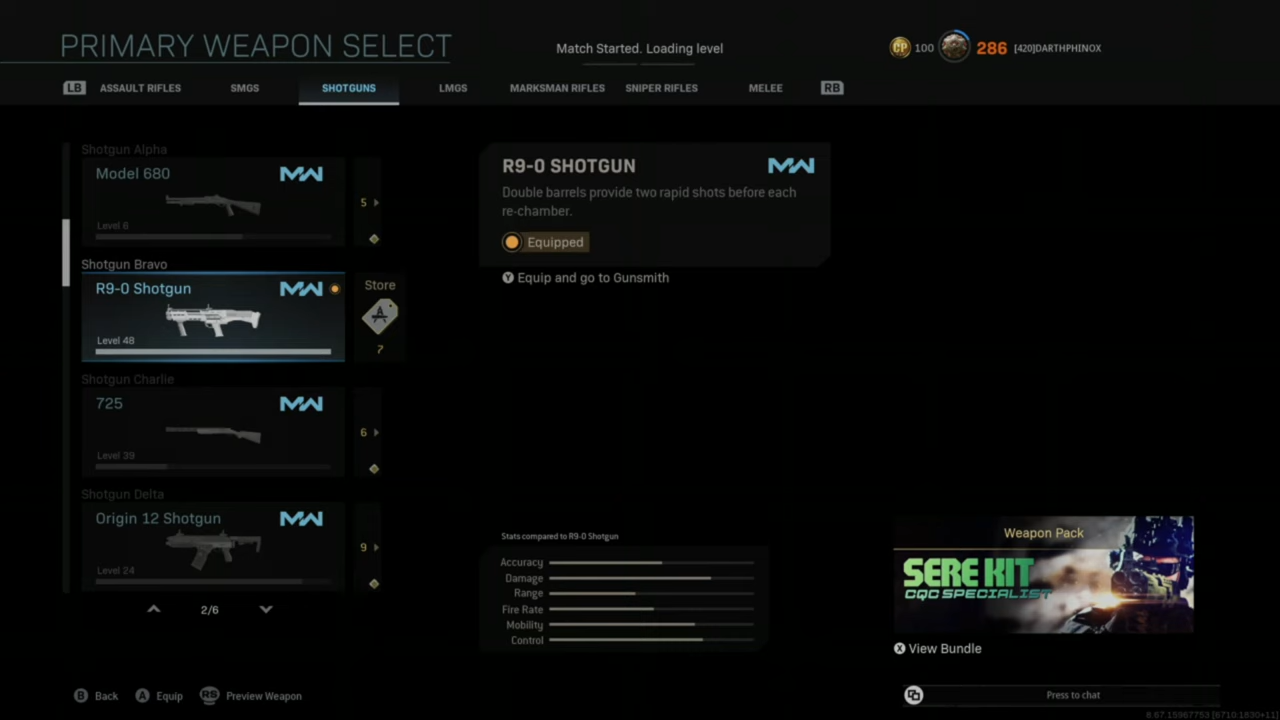 PRIMARY WEAPON SELECT
Match Started. Loading level
CP 100 286 [420]DARTHPHINOX
LB ASSAULT RIFLES SMGS SHOTGUNS LMGS MARKSMAN RIFLES SNIPER RIFLES MELEE RB
Shotgun Alpha
Model 680 MW
5
Level 6
Shotgun Bravo
R9-0 Shotgun MW
Level 48
Store
7
Shotgun Charlie
725 MW
6
Level 39
Shotgun Delta
Origin 12 Shotgun MW
9
Level 24
2/6
R9-0 SHOTGUN MW
Double barrels provide two rapid shots before each
re-chamber.
Equipped
Y Equip and go to Gunsmith
Stats compared to R9-0 Shotgun
Accuracy
Damage
Range
Fire Rate
Mobility
Control
Weapon Pack
SERE KIT
CQC SPECIALIST
X View Bundle
B Back A Equip RS Preview Weapon
Press to chat